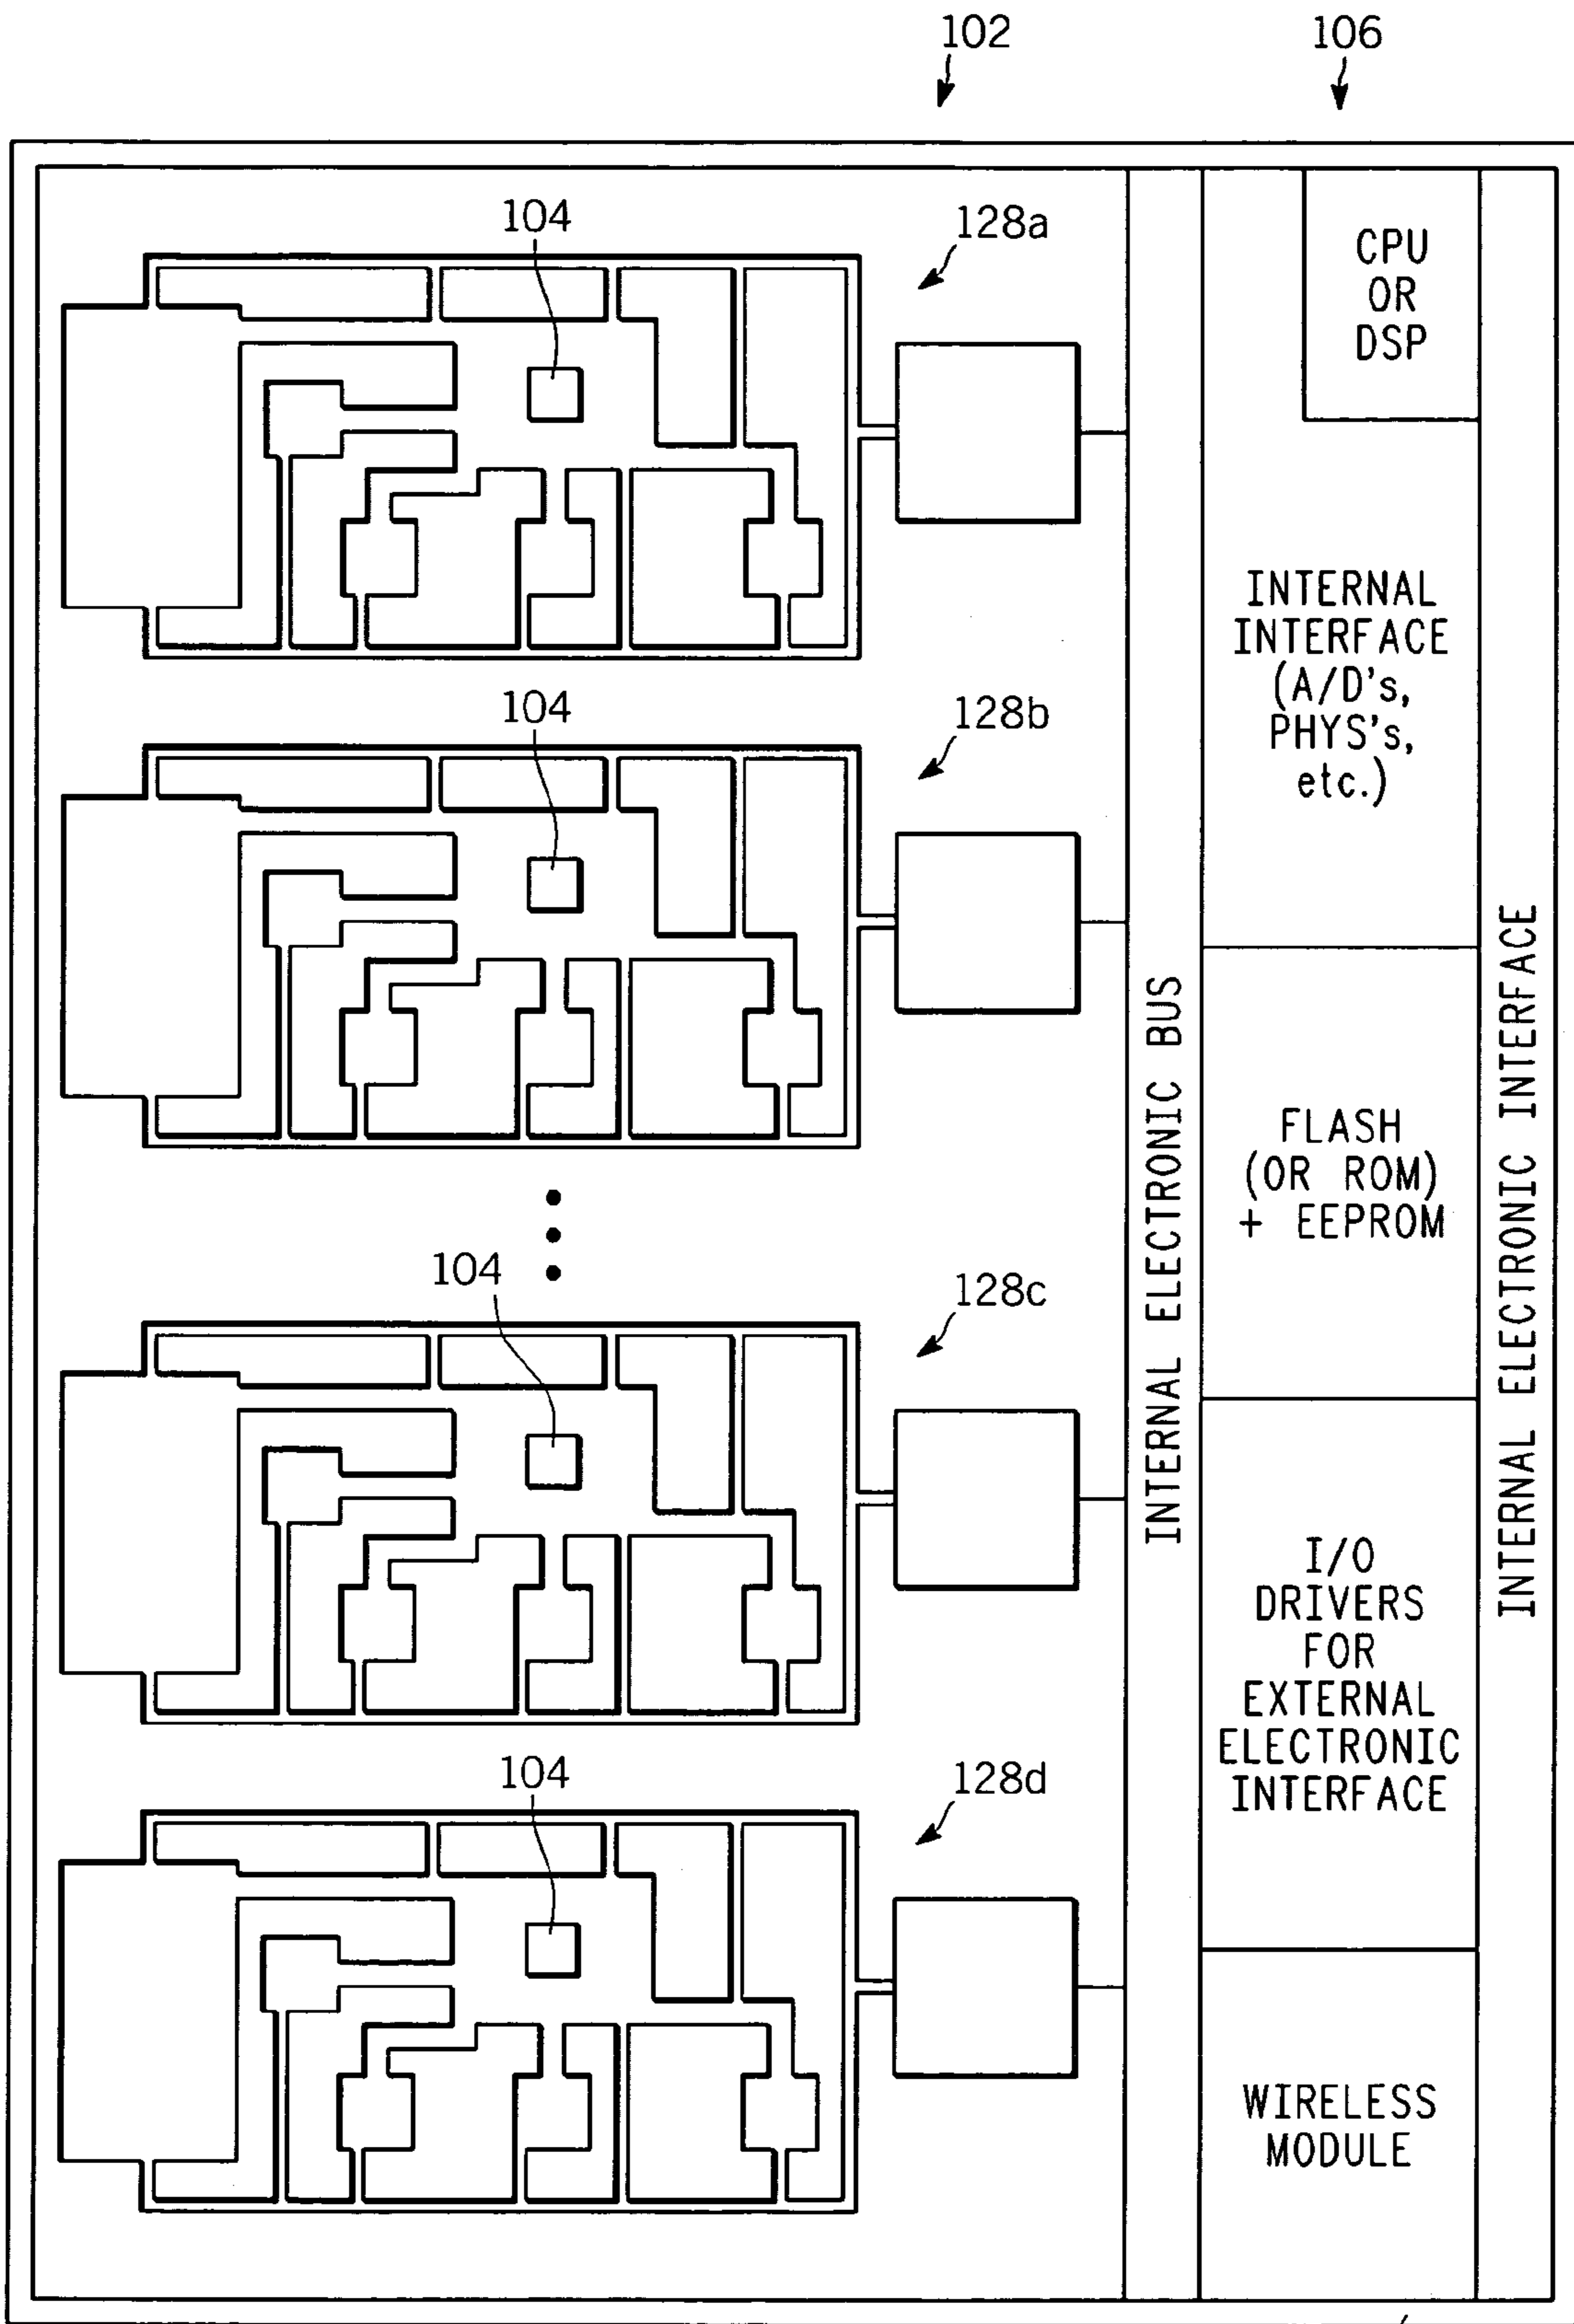 102
106
104
128a
CPU
OR
DSP
INTERNAL
INTERFACE
(A/D's,
PHYS's,
etc.)
104
128b
INTERNAL ELECTRONIC BUS
INTERNAL ELECTRONIC INTERFACE
FLASH
(OR ROM)
+ EEPROM
104
128c
I/O
DRIVERS
FOR
EXTERNAL
ELECTRONIC
INTERFACE
104
128d
WIRELESS
MODULE